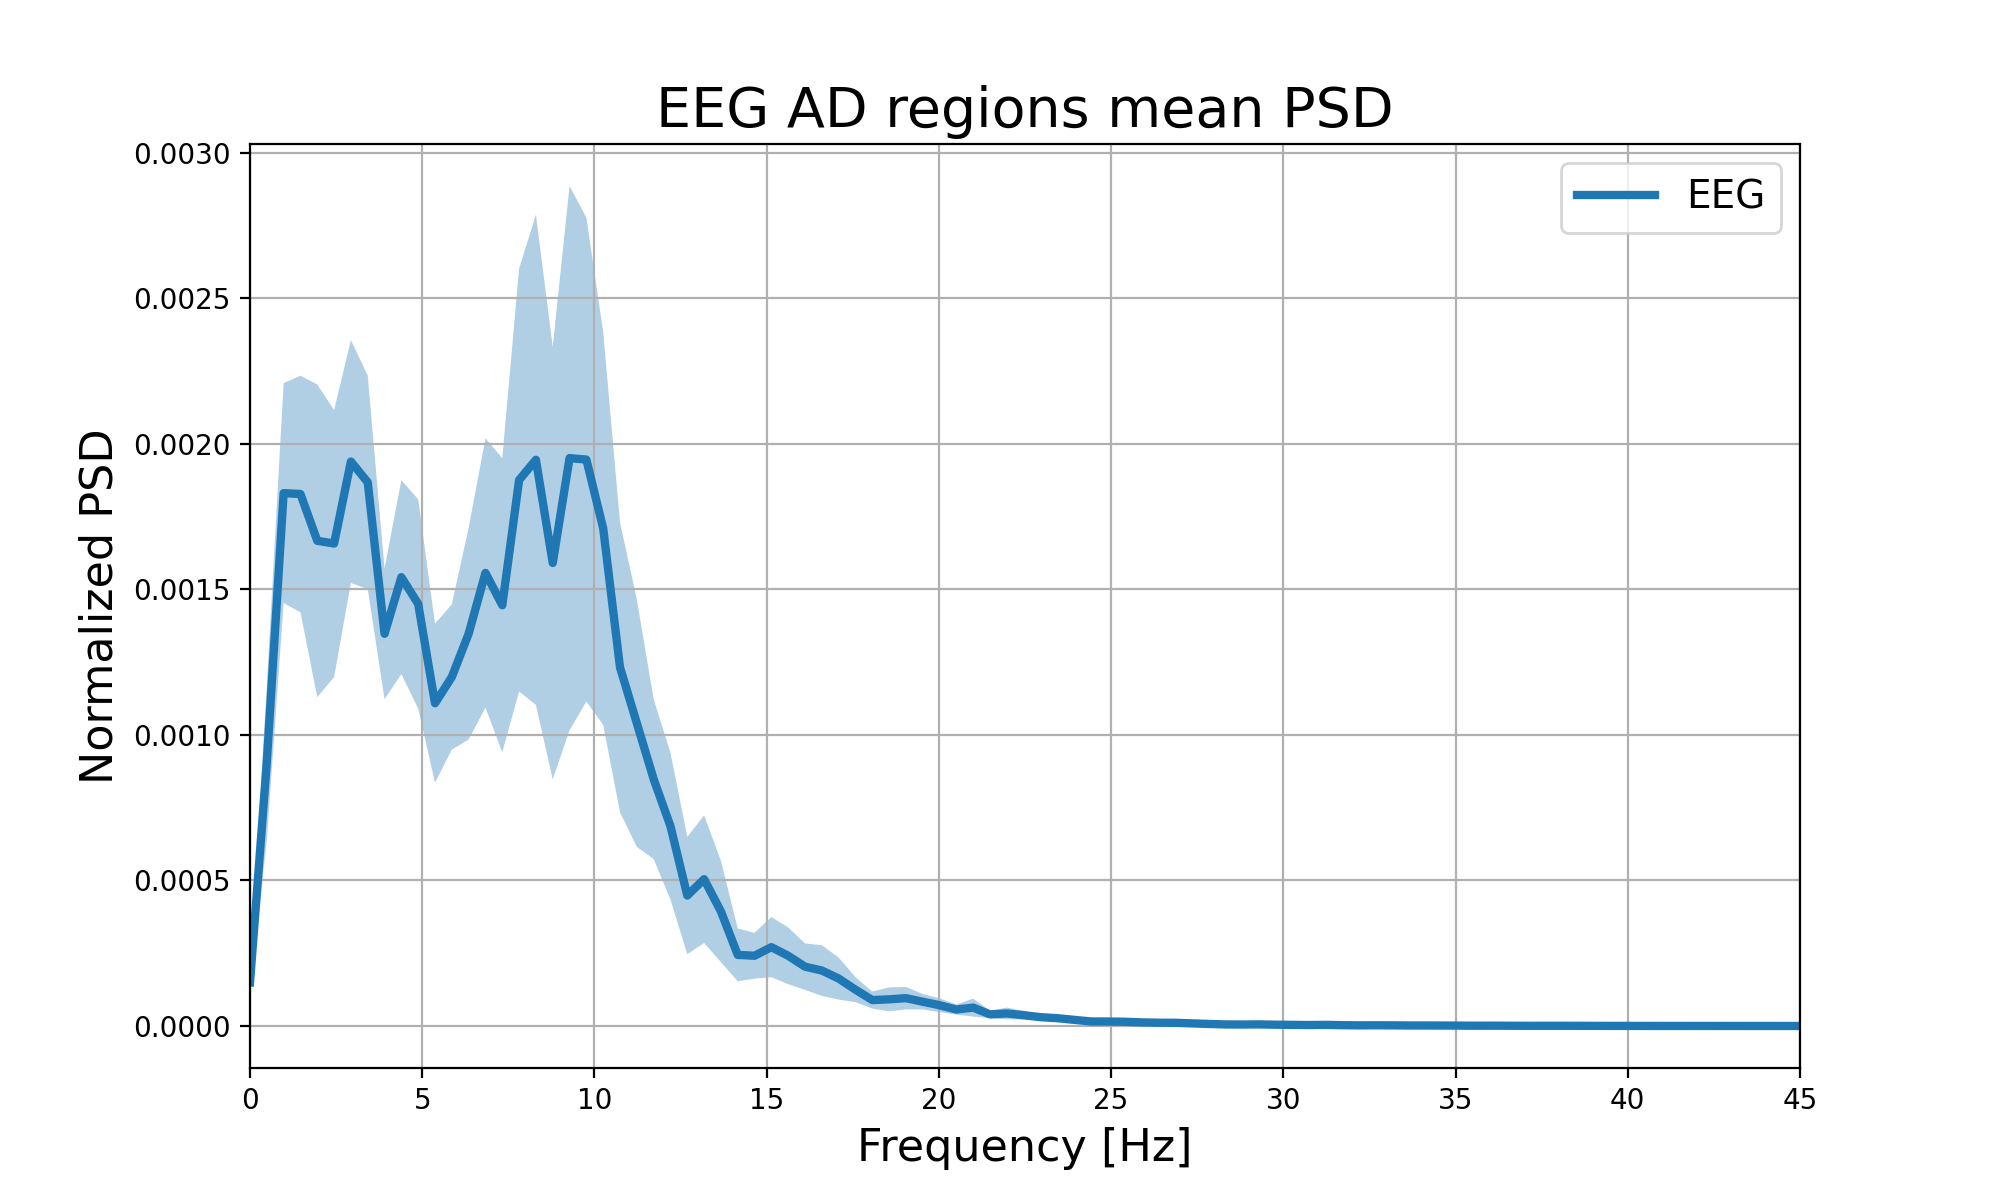 EEG AD regions mean PSD
EEG
Normalized PSD
0.0030
0.0025
0.0020
0.0015
0.0010
0.0005
0.0000
0 5 10 15 20 25 30 35 40 45
Frequency [Hz]